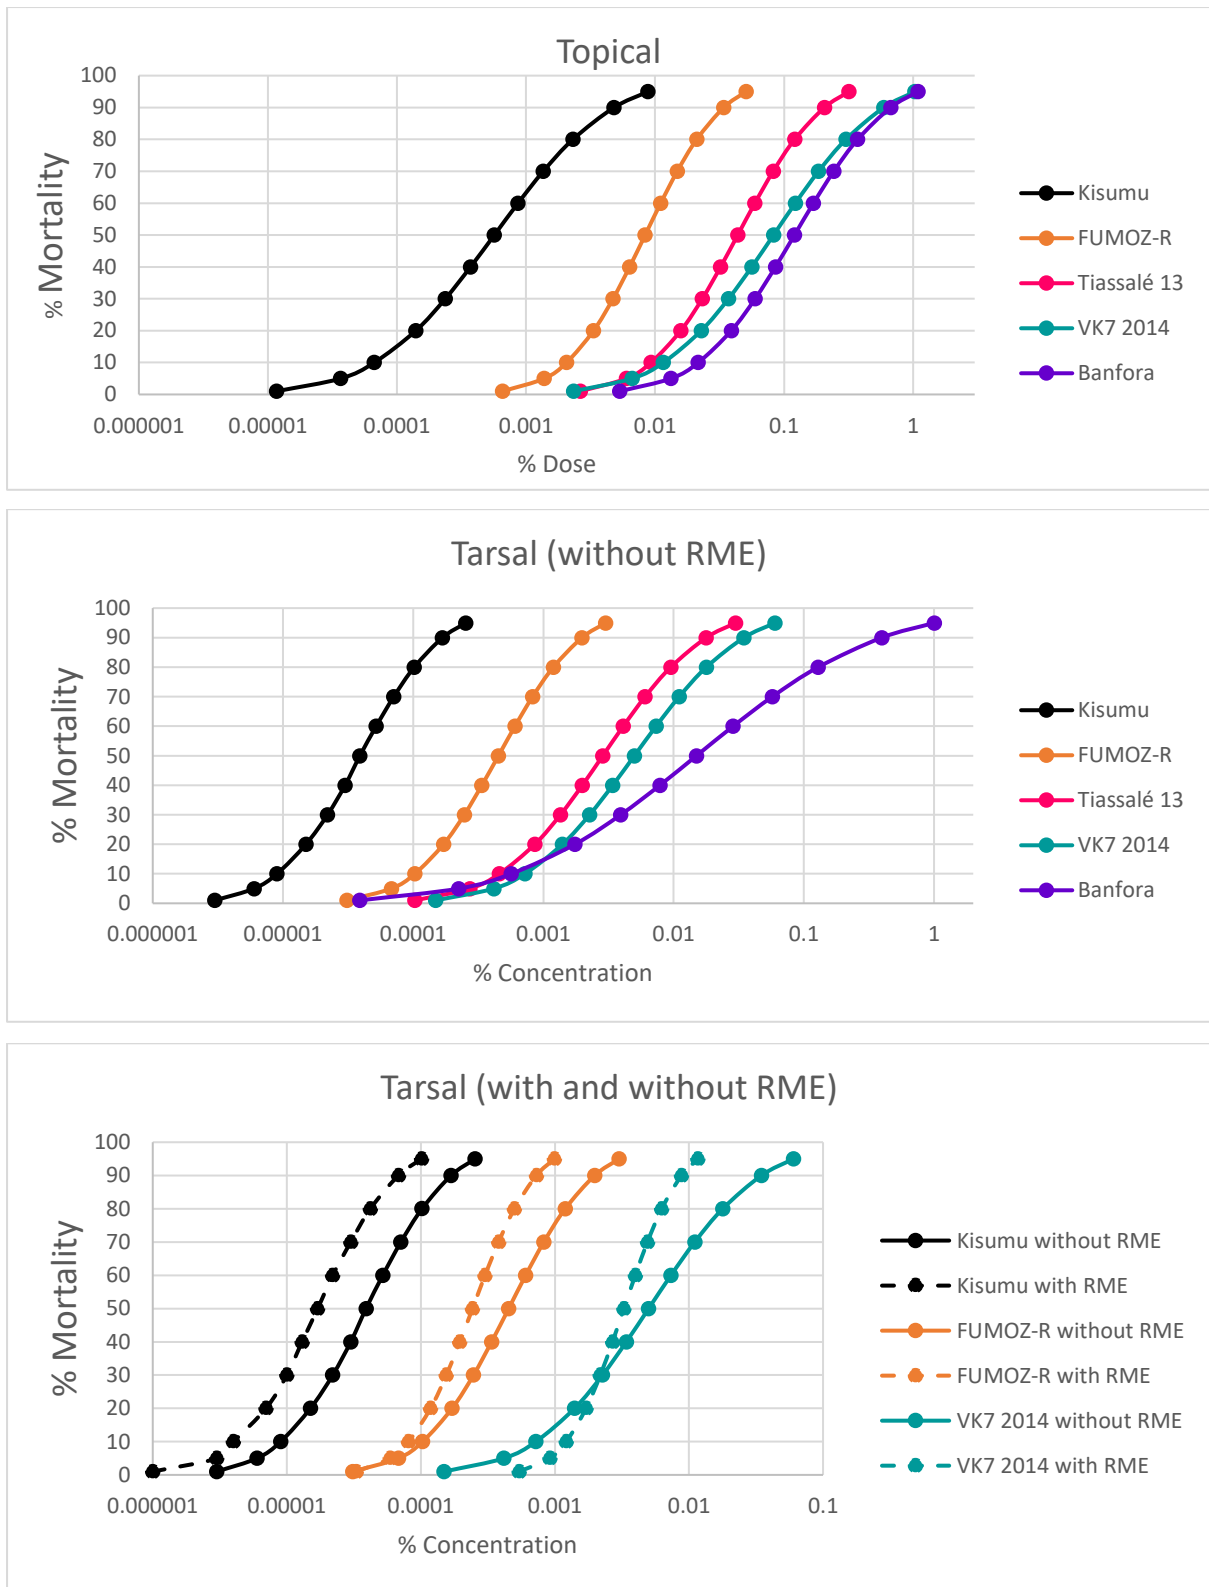 Topical
% Mortality
100
90
80
70
60
50
40
30
20
10
0
0.000001 0.00001 0.0001 0.001 0.01 0.1 1
% Dose
Kisumu
FUMOZ-R
Tiassalé 13
VK7 2014
Banfora
Tarsal (without RME)
% Mortality
100
90
80
70
60
50
40
30
20
10
0
0.000001 0.00001 0.0001 0.001 0.01 0.1 1
% Concentration
Kisumu
FUMOZ-R
Tiassalé 13
VK7 2014
Banfora
Tarsal (with and without RME)
% Mortality
100
90
80
70
60
50
40
30
20
10
0
0.000001 0.00001 0.0001 0.001 0.01 0.1
% Concentration
Kisumu without RME
Kisumu with RME
FUMOZ-R without RME
FUMOZ-R with RME
VK7 2014 without RME
VK7 2014 with RME